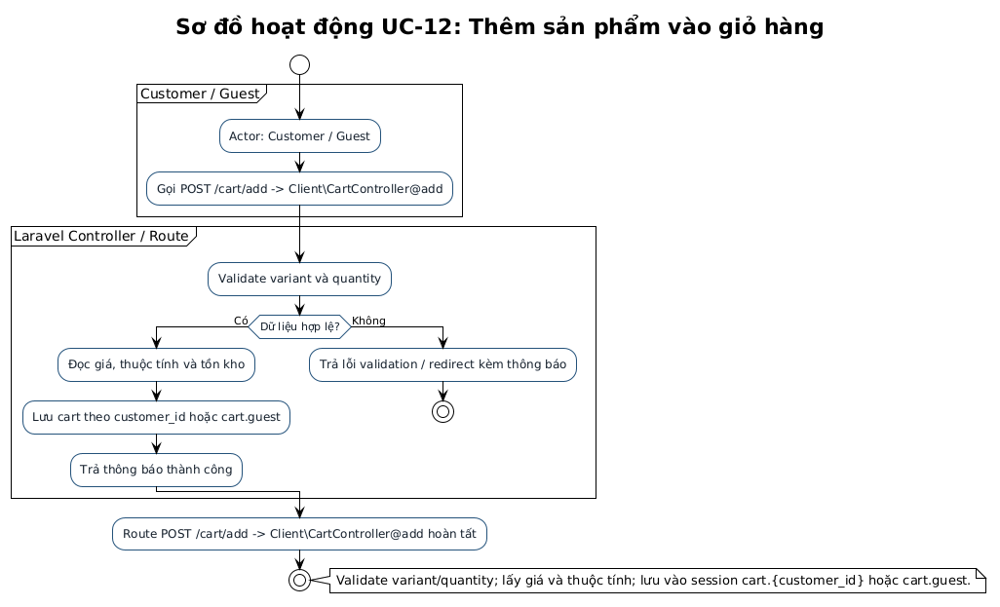 Sơ đồ hoạt động UC-12: Thêm sản phẩm vào giỏ hàng
Customer / Guest
Actor: Customer / Guest
Gọi POST /cart/add -> Client\CartController@add
Laravel Controller / Route
Validate variant và quantity
Dữ liệu hợp lệ?
Có
Không
Đọc giá, thuộc tính và tồn kho
Trả lỗi validation / redirect kèm thông báo
Lưu cart theo customer_id hoặc cart.guest
Trả thông báo thành công
Route POST /cart/add -> Client\CartController@add hoàn tất
Validate variant/quantity; lấy giá và thuộc tính; lưu vào session cart.{customer_id} hoặc cart.guest.